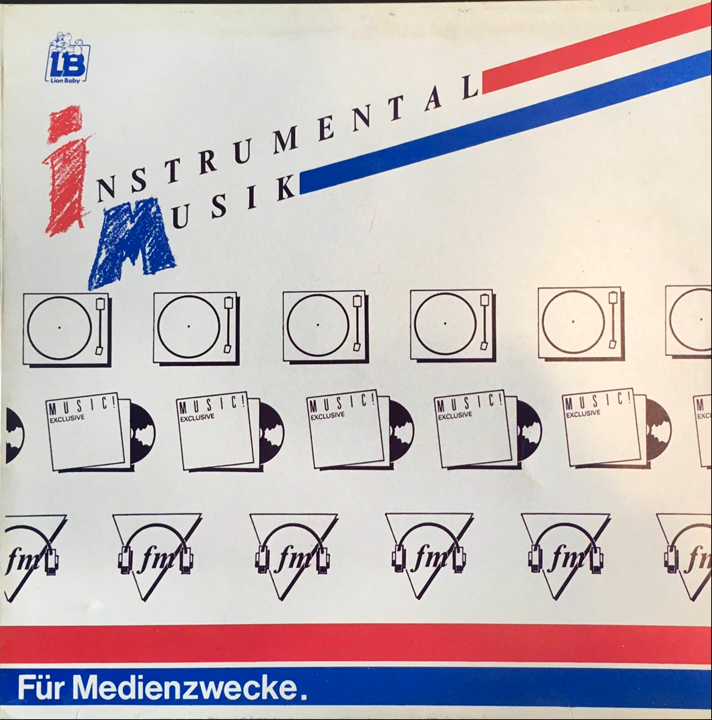 LB
Lion Baby
iNSTRUMENTAL
MUSIK
MUSIC!
EXCLUSIVE
MUSIC!
EXCLUSIVE
MUSIC!
EXCLUSIVE
MUSIC!
EXCLUSIVE
MUSIC!
EXCLUSIVE
M
EXCL
fm fm fm fm fm fm
Für Medienzwecke.